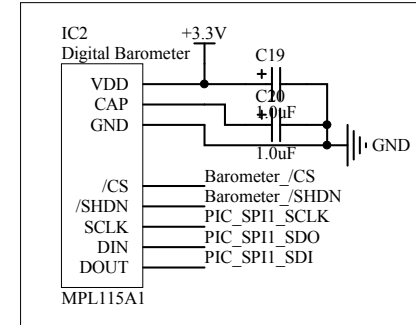 IC2
Digital Barometer
+3.3V
VDD
CAP
GND
/CS
/SHDN
SCLK
DIN
DOUT
MPL115A1
C19
+
1.0uF
C20
+
1.0uF
GND
Barometer_/CS
Barometer_/SHDN
PIC_SPI1_SCLK
PIC_SPI1_SDO
PIC_SPI1_SDI